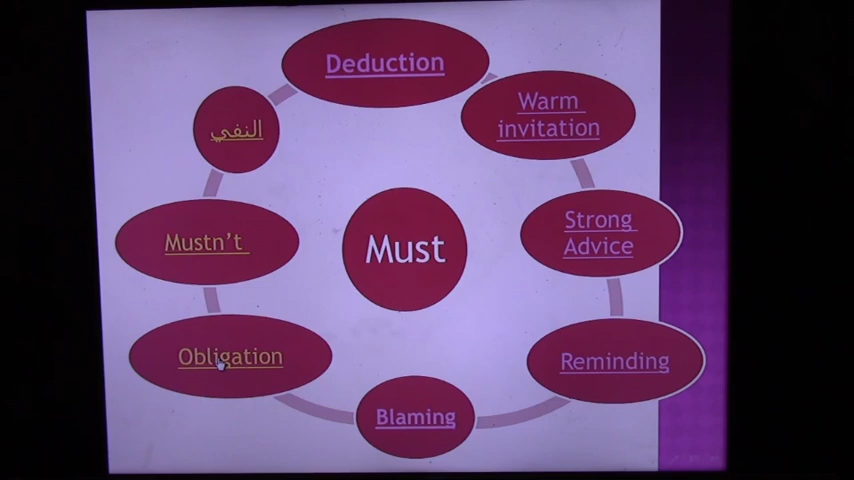 Deduction
Warm
invitation
Strong
Advice
Reminding
Blaming
Obligation
Mustn't
النفي
Must